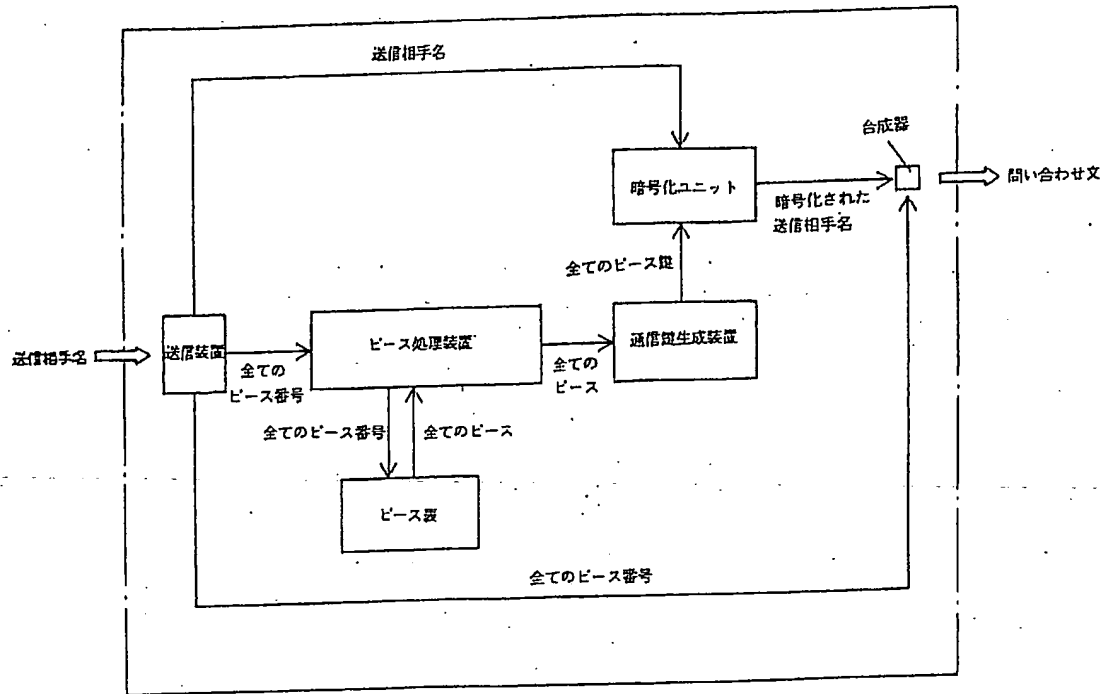 送信相手名
合成器
暗号化ユニット
問い合わせ文
暗号化された
送信相手名
全てのピース鍵
送信相手名
送信装置
ピース処理装置
通信鍵生成装置
全ての
ピース番号
全ての
ピース
全てのピース番号
全てのピース
ピース表
全てのピース番号